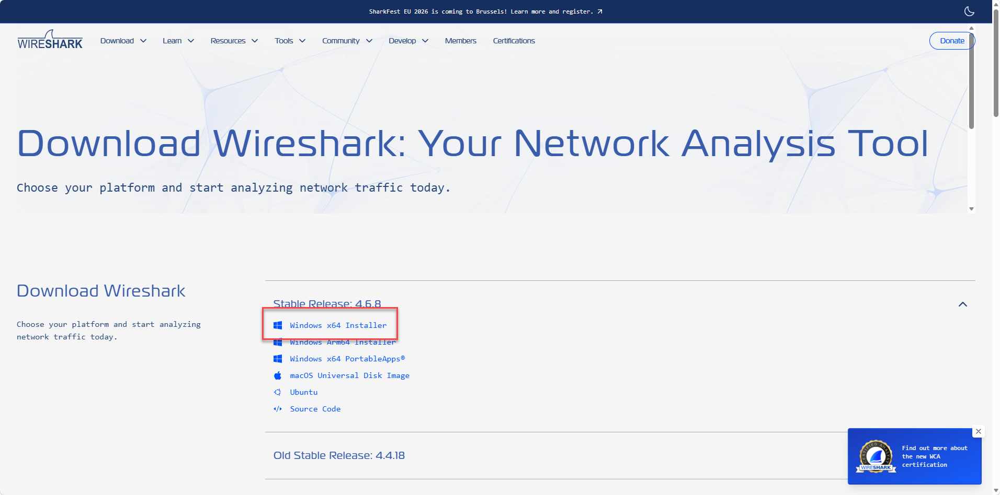 SharkFest EU 2026 is coming to Brussels! Learn more and register.
WIRESHARK
Download
Learn
Resources
Tools
Community
Develop
Members
Certifications
Donate
Download Wireshark: Your Network Analysis Tool
Choose your platform and start analyzing network traffic today.
Download Wireshark
Choose your platform and start analyzing
network traffic today.
Stable Release: 4.6.8
Windows x64 Installer
Windows Arm64 Installer
Windows x64 PortableApps®
macOS Universal Disk Image
Ubuntu
Source Code
Old Stable Release: 4.4.18
CERTIFIED ANALYST
WIRESHARK
Find out more about
the new WCA
certification